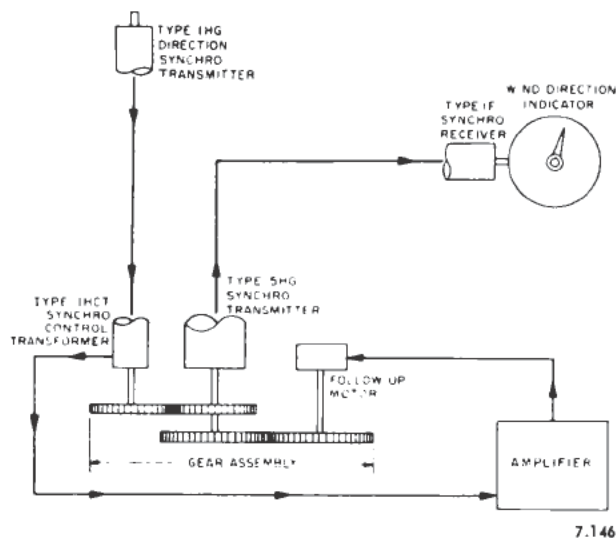 TYPE 1HG
DIRECTION
SYNCHRO
TRANSMITTER
WIND DIRECTION
INDICATOR
TYPE 1F
SYNCHRO
RECEIVER
TYPE 1HCT
SYNCHRO
CONTROL
TRANSFORMER
TYPE 5HG
SYNCHRO
TRANSMITTER
FOLLOW UP
MOTOR
GEAR ASSEMBLY
AMPLIFIER
7.146